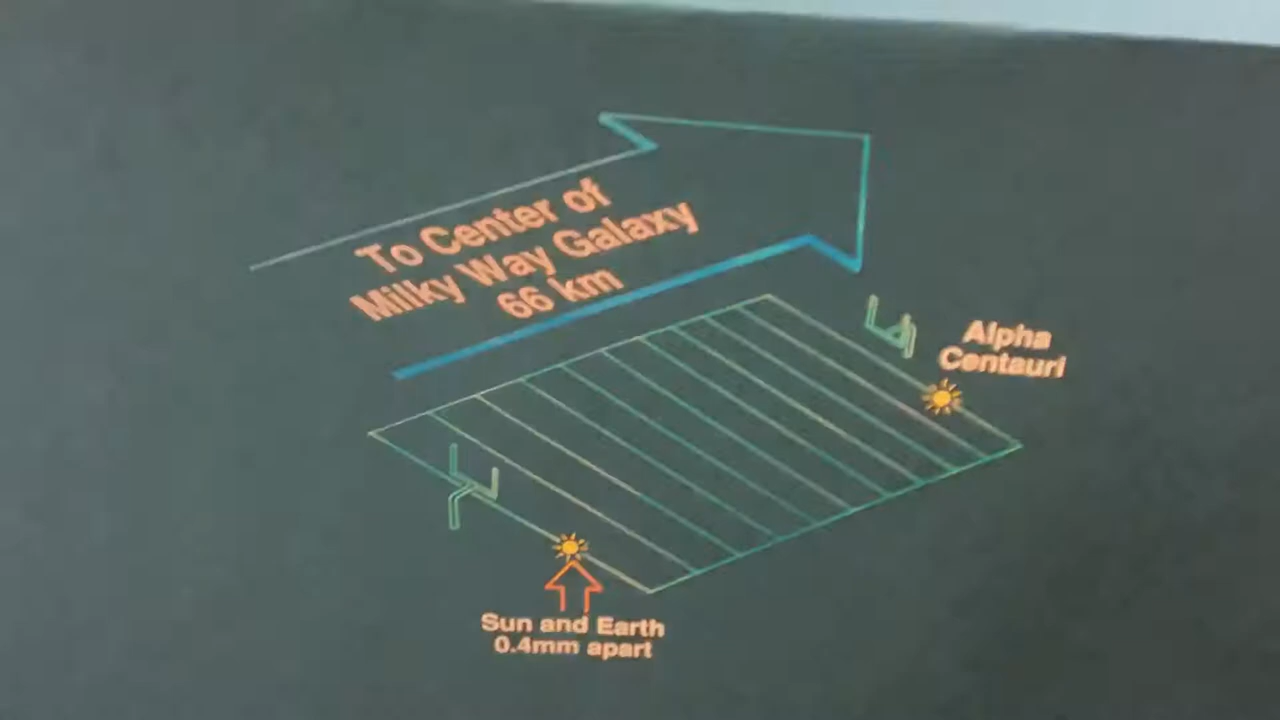 To Center of
Milky Way Galaxy
66 km
Alpha
Centauri
Sun and Earth
0.4mm apart